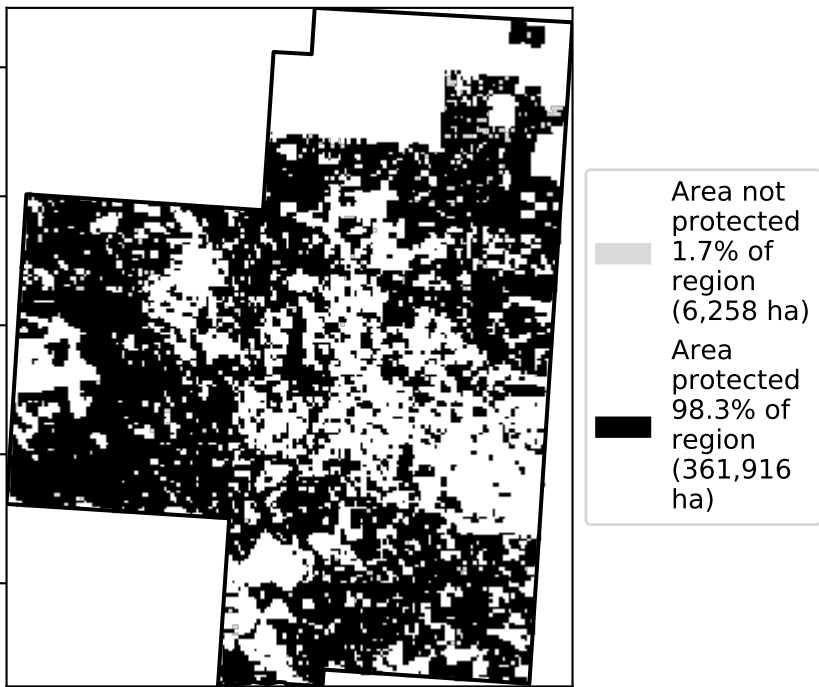 Area not
protected
1.7% of
region
(6,258 ha)
Area
protected
98.3% of
region
(361,916
ha)